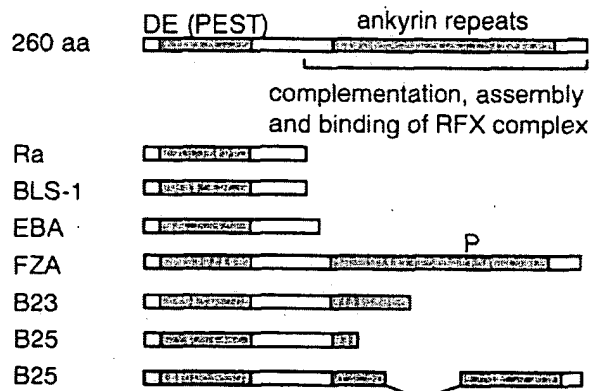 DE (PEST) ankyrin repeats
260 aa
complementation, assembly
and binding of RFX complex
Ra
BLS-1
EBA
P
FZA
B23
B25
B25